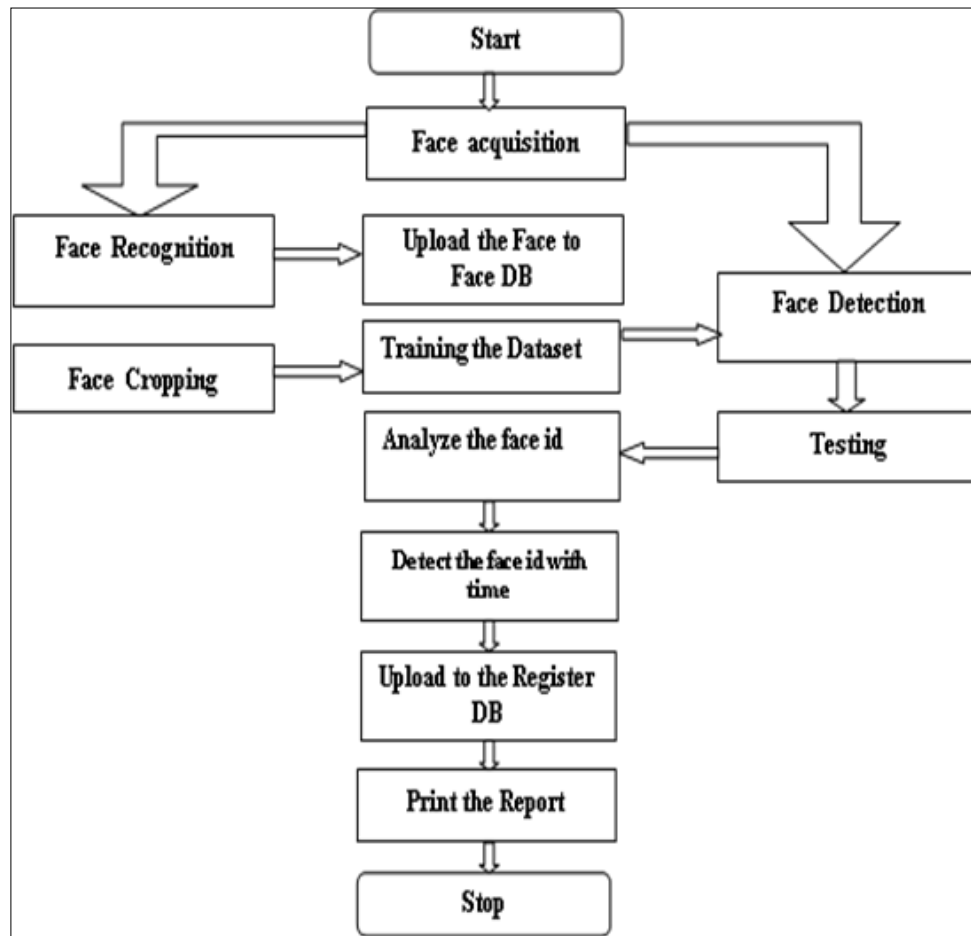 Start
Face acquisition
Face Recognition
Upload the Face to
Face DB
Face Detection
Training the Dataset
Face Cropping
Analyze the face id
Testing
Detect the face id with
time
Upload to the Register
DB
Print the Report
Stop